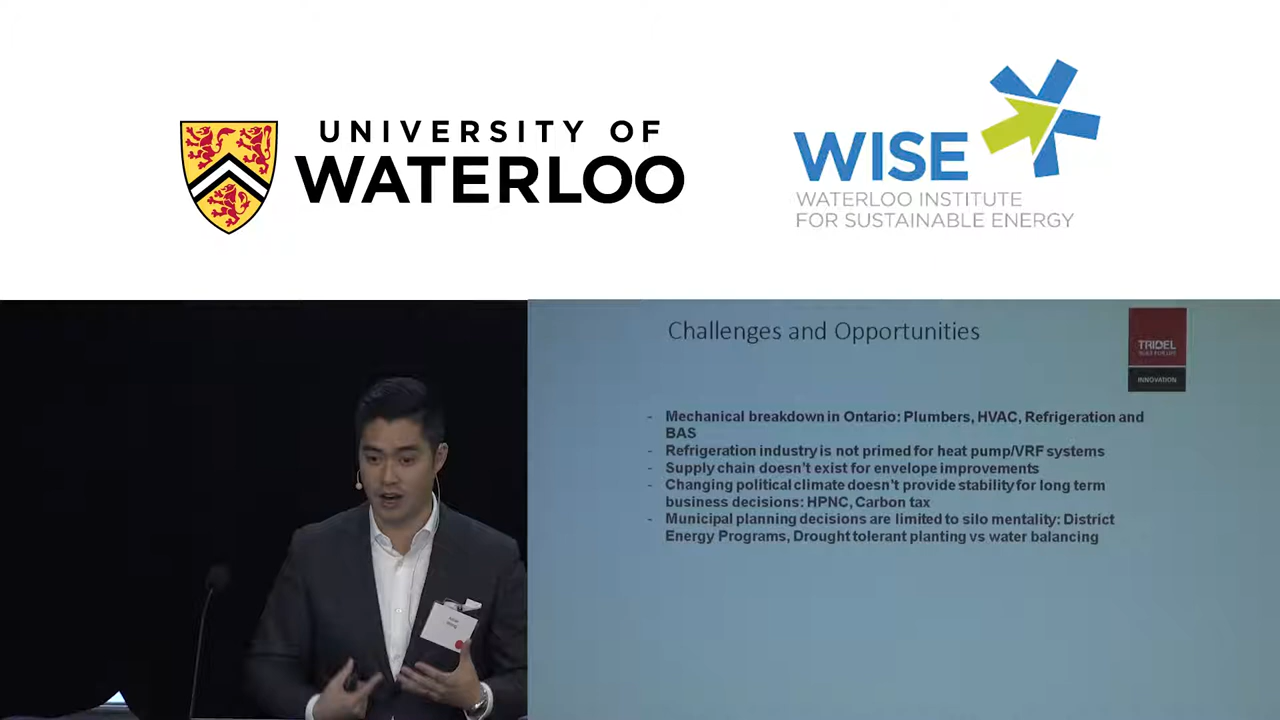 UNIVERSITY OF
WATERLOO
WISE
WATERLOO INSTITUTE
FOR SUSTAINABLE ENERGY
Challenges and Opportunities
TRIDEL
BUILT FOR LIFE
INNOVATION
- Mechanical breakdown in Ontario: Plumbers, HVAC, Refrigeration and
BAS
- Refrigeration industry is not primed for heat pump/VRF systems
- Supply chain doesn't exist for envelope improvements
- Changing political climate doesn't provide stability for long term
business decisions: HPNC, Carbon tax
- Municipal planning decisions are limited to silo mentality: District
Energy Programs, Drought tolerant planting vs water balancing